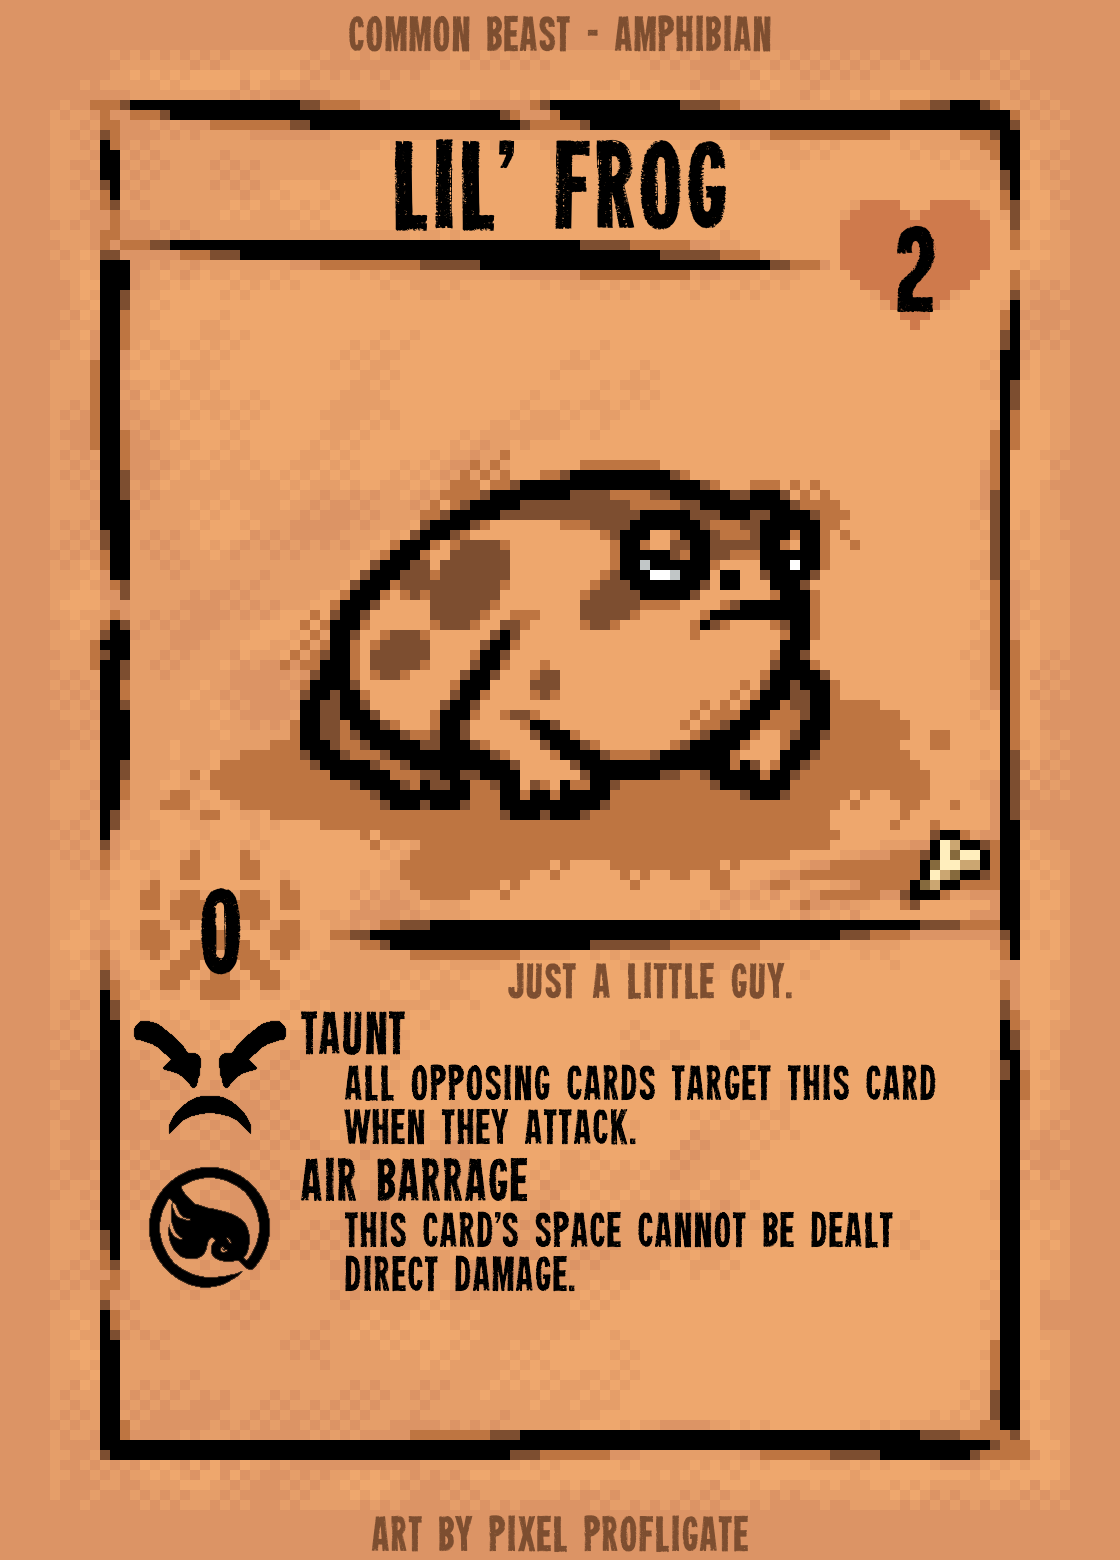 COMMON BEAST - AMPHIBIAN
LIL' FROG
2
0
JUST A LITTLE GUY.
TAUNT
ALL OPPOSING CARDS TARGET THIS CARD
WHEN THEY ATTACK.
AIR BARRAGE
THIS CARD'S SPACE CANNOT BE DEALT
DIRECT DAMAGE.
ART BY PIXEL PROFLIGATE